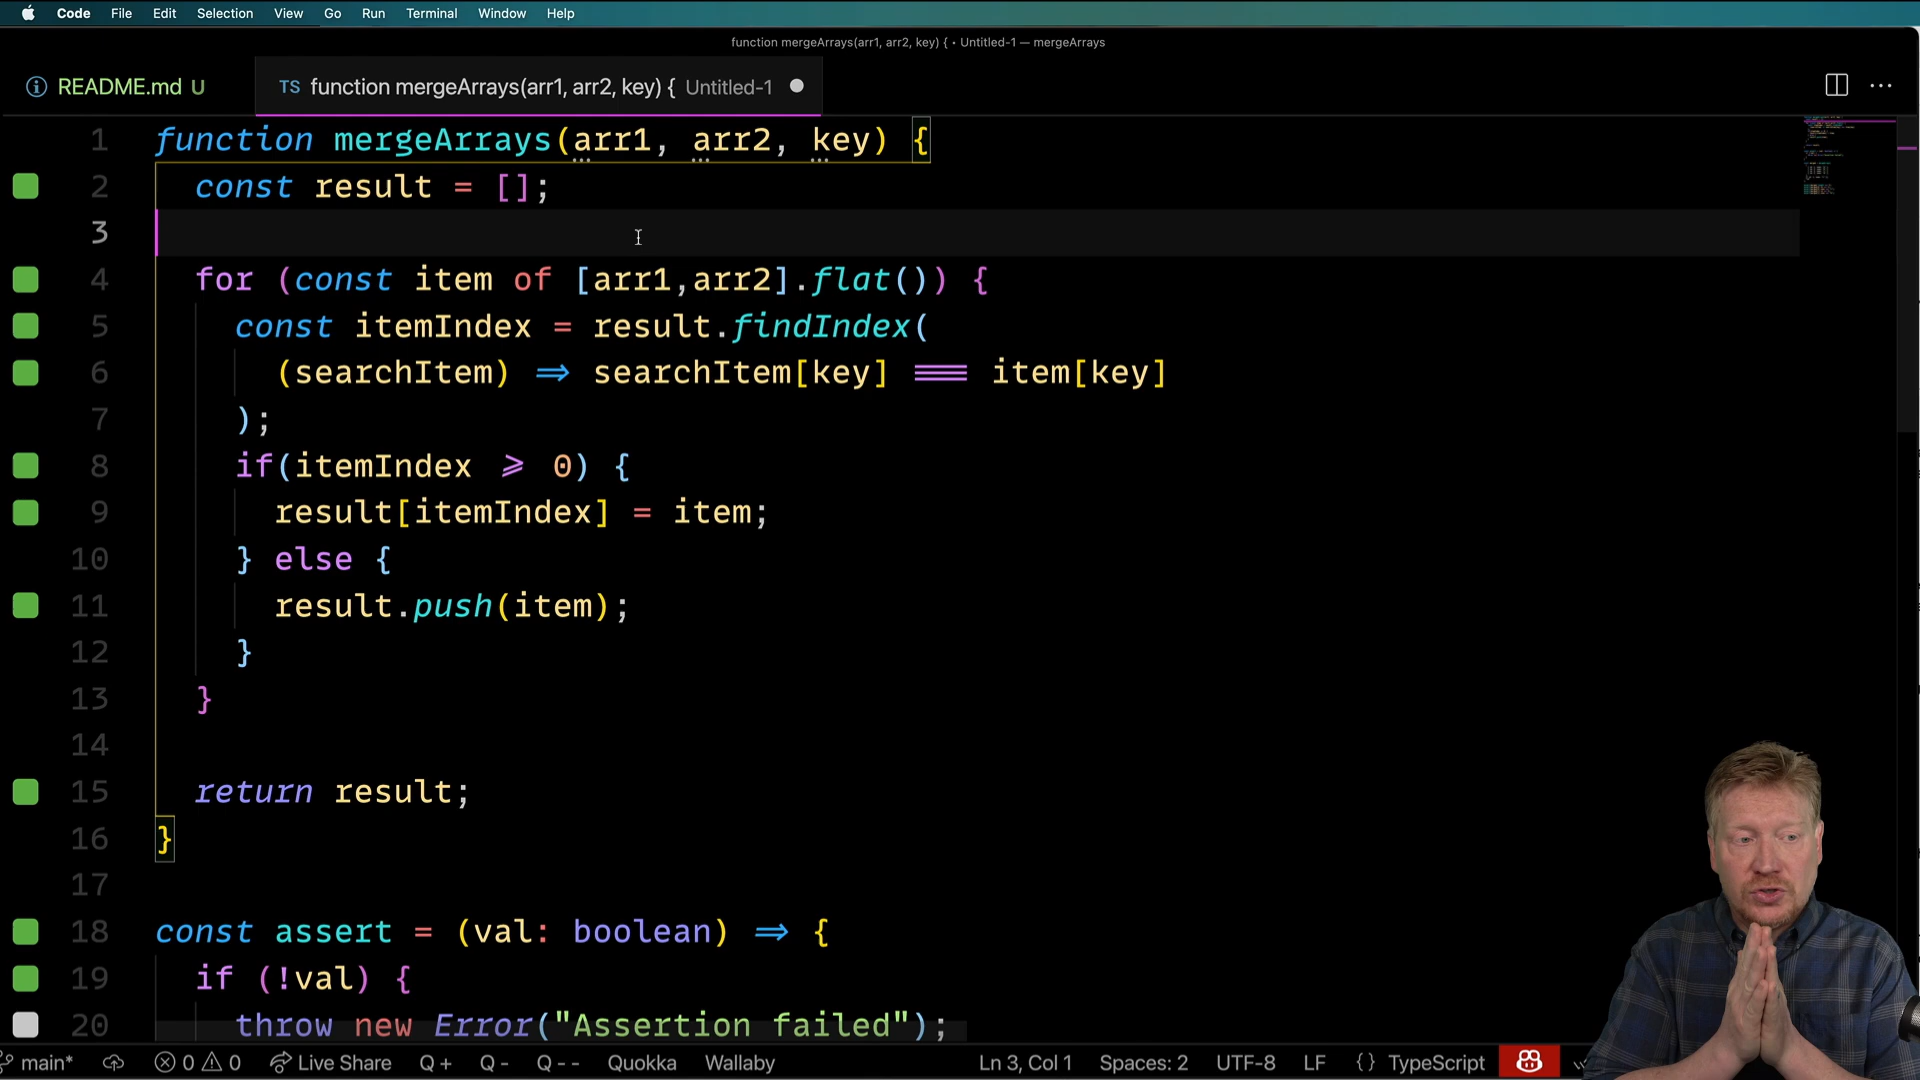 Code File Edit Selection View Go Run Terminal Window Help
function mergeArrays(arr1, arr2, key) { • Untitled-1 — mergeArrays
README.md U
TS function mergeArrays(arr1, arr2, key) { Untitled-1
1 function mergeArrays(arr1, arr2, key) {
2 const result = [];
3
4 for (const item of [arr1,arr2].flat()) {
5 const itemIndex = result.findIndex(
6 (searchItem) => searchItem[key] === item[key]
7 );
8 if(itemIndex >= 0) {
9 result[itemIndex] = item;
10 } else {
11 result.push(item);
12 }
13 }
14
15 return result;
16 }
17
18 const assert = (val: boolean) => {
19 if (!val) {
20 throw new Error("Assertion failed");
main* 0 0 Live Share Q + Q - Q -- Quokka Wallaby Ln 3, Col 1 Spaces: 2 UTF-8 LF {} TypeScript